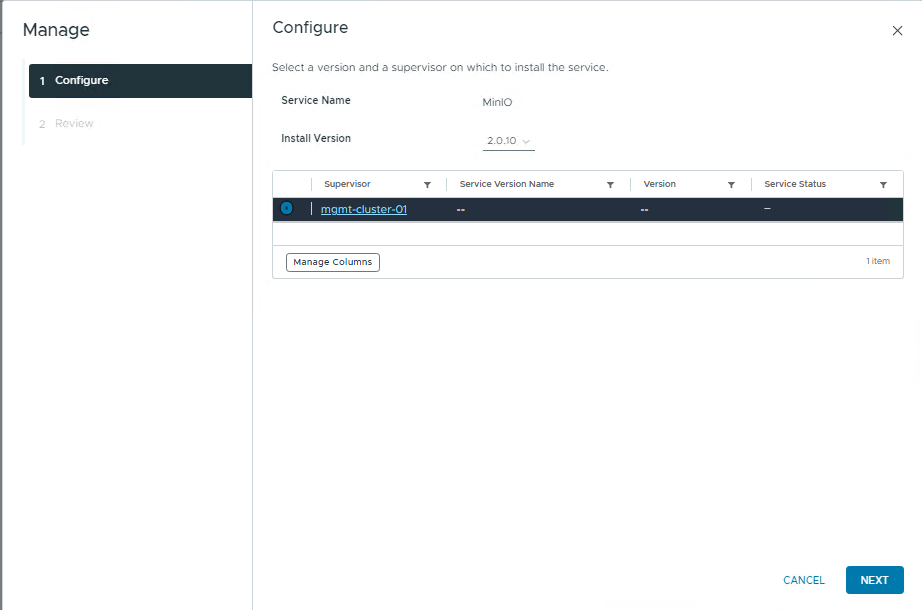 Manage
1 Configure
2 Review
Configure
Select a version and a supervisor on which to install the service.
Service Name MinIO
Install Version 2.0.10
Supervisor Service Version Name Version Service Status
mgmt-cluster-01 -- -- –
Manage Columns 1 item
CANCEL NEXT